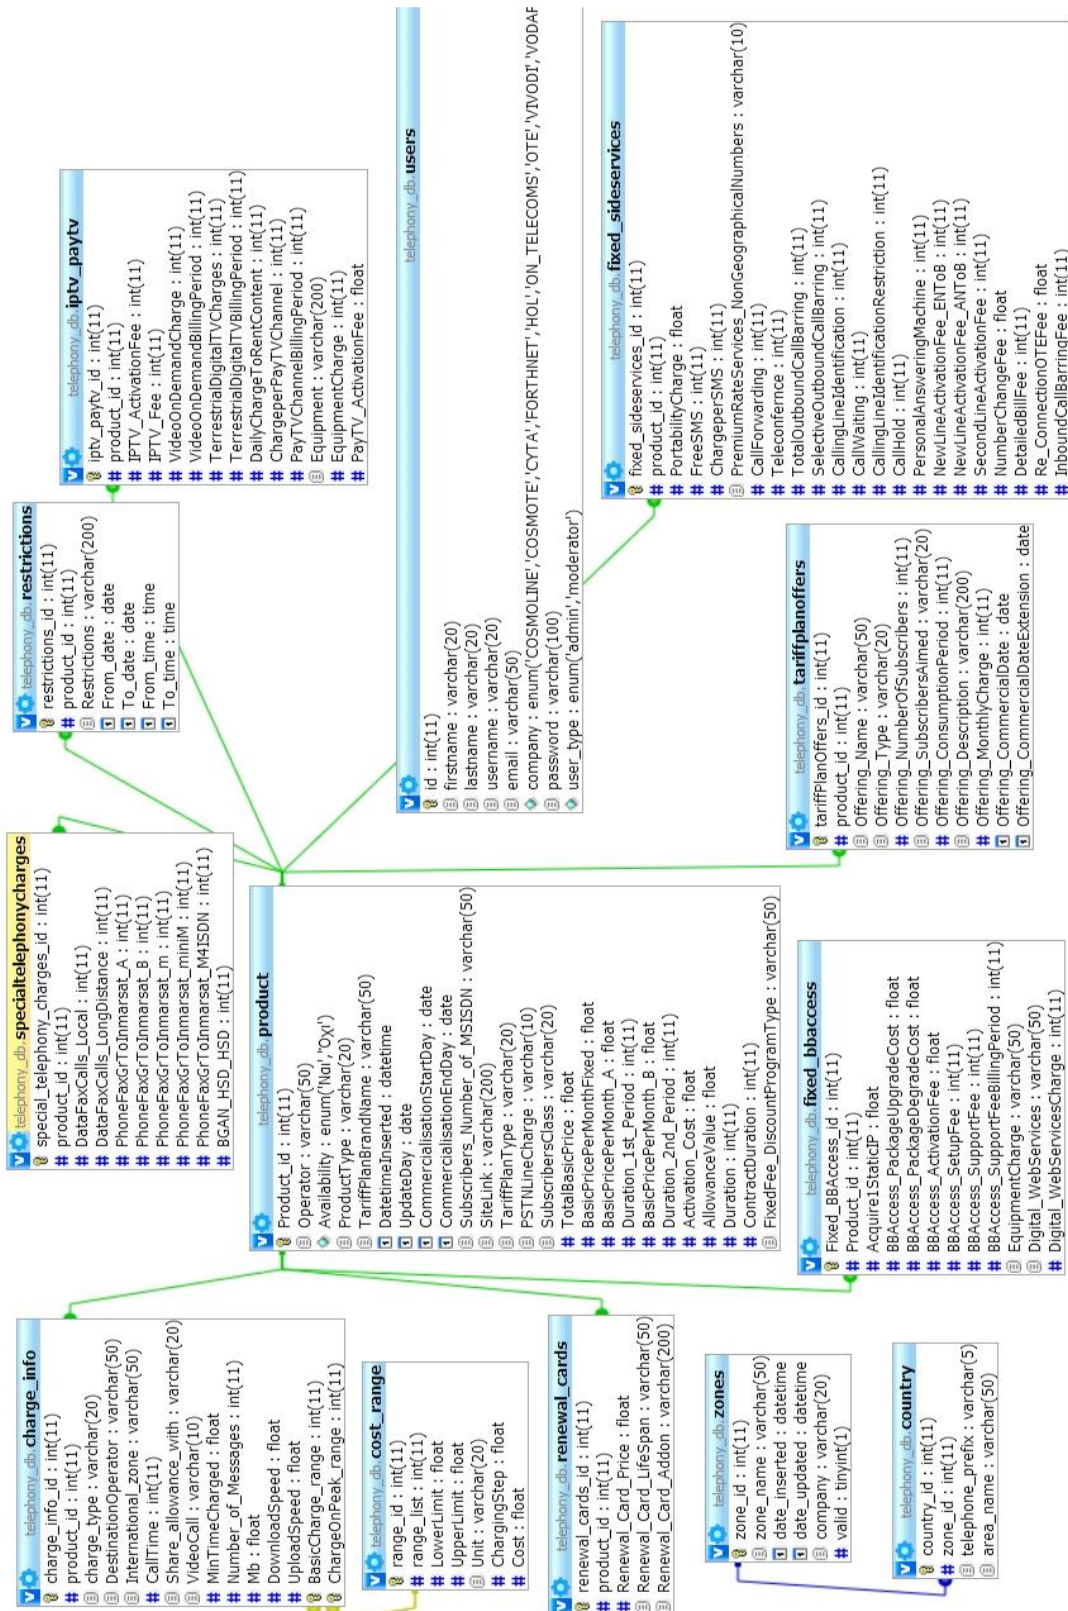 telephony_db.charge_info
charge_info_id : int(11)
product_id : int(11)
charge_type : varchar(20)
DestinationOperator : varchar(50)
International_zone : varchar(50)
CallTime : int(11)
Share_allowance_with : varchar(20)
VideoCall : varchar(10)
MinTimeCharged : float
Number_of_Messages : int(11)
Mb : float
DownloadSpeed : float
UploadSpeed : float
BasicCharge_range : int(11)
ChargeOnPeak_range : int(11)
telephony_db.cost_range
range_id : int(11)
range_list : int(11)
LowerLimit : float
UpperLimit : float
Unit : varchar(20)
ChargingStep : float
Cost : float
telephony_db.renewal_cards
renewal_cards_id : int(11)
product_id : int(11)
Renewal_Card_Price : float
Renewal_Card_LifeSpan : varchar(50)
Renewal_Card_Addon : varchar(200)
telephony_db.zones
zone_id : int(11)
zone_name : varchar(50)
date_inserted : datetime
date_updated : datetime
company : varchar(20)
valid : tinyint(1)
telephony_db.country
country_id : int(11)
zone_id : int(11)
telephone_prefix : varchar(5)
area_name : varchar(50)
telephony_db.specialtelephonycharges
special_telephony_charges_id : int(11)
product_id : int(11)
DataFaxCalls_Local : int(11)
DataFaxCalls_LongDistance : int(11)
PhoneFaxGrToInmarsat_A : int(11)
PhoneFaxGrToInmarsat_B : int(11)
PhoneFaxGrToInmarsat_m : int(11)
PhoneFaxGrToInmarsat_miniM : int(11)
PhoneFaxGrToInmarsat_M4ISDN : int(11)
BGAN_HSD_HSD : int(11)
telephony_db.product
Product_id : int(11)
Operator : varchar(50)
Availability : enum('Ναι','Όχι')
ProductType : varchar(20)
TariffPlanBrandName : varchar(50)
DatetimeInserted : datetime
UpdateDay : date
CommercialisationStartDay : date
CommercialisationEndDay : date
Subscribers_Number_of_MSISDN : varchar(50)
SiteLink : varchar(200)
TariffPlanType : varchar(20)
PSTNLineCharge : varchar(10)
SubscribersClass : varchar(20)
TotalBasicPrice : float
BasicPricePerMonthFixed : float
BasicPricePerMonth_A : float
Duration_1st_Period : int(11)
BasicPricePerMonth_B : float
Duration_2nd_Period : int(11)
Activation_Cost : float
AllowanceValue : float
Duration : int(11)
ContractDuration : int(11)
FixedFee_DiscountProgramType : varchar(50)
telephony_db.fixed_bbaccess
Fixed_BBAccess_id : int(11)
Product_id : int(11)
Acquire1StaticIP : float
BBAccess_PackageUpgradeCost : float
BBAccess_PackageDegradeCost : float
BBAccess_ActivationFee : float
BBAccess_SetupFee : int(11)
BBAccess_SupportFee : int(11)
BBAccess_SupportFeeBillingPeriod : int(11)
EquipmentCharge : varchar(50)
Digital_WebServices : varchar(50)
Digital_WebServicesCharge : int(11)
telephony_db.restrictions
restrictions_id : int(11)
product_id : int(11)
Restrictions : varchar(200)
From_date : date
To_date : date
From_time : time
To_time : time
telephony_db.iptv_paytv
iptv_paytv_id : int(11)
product_id : int(11)
IPTV_ActivationFee : int(11)
IPTV_Fee : int(11)
VideoOnDemandCharge : int(11)
VideoOnDemandBillingPeriod : int(11)
TerrestrialDigitalTVCharges : int(11)
TerrestrialDigitalTVBillingPeriod : int(11)
DailyChargeToRentContent : int(11)
ChargeperPayTVChannel : int(11)
PayTVChannelBillingPeriod : int(11)
Equipment : varchar(200)
EquipmentCharge : int(11)
PayTV_ActivationFee : float
telephony_db.users
id : int(11)
firstname : varchar(20)
lastname : varchar(20)
username : varchar(20)
email : varchar(50)
company : enum('COSMOLINE','COSMOTE','CYTA','FORTHNET','HOL','ON_TELECOMS','OTE','VIVODI','VODAF
password : varchar(100)
user_type : enum('admin','moderator')
telephony_db.tariffplanoffers
tariffPlanOffers_id : int(11)
product_id : int(11)
Offering_Name : varchar(50)
Offering_Type : varchar(20)
Offering_NumberOfSubscribers : int(11)
Offering_SubscribersAimed : varchar(20)
Offering_ConsumptionPeriod : int(11)
Offering_Description : varchar(200)
Offering_MonthlyCharge : int(11)
Offering_CommercialDate : date
Offering_CommercialDateExtension : date
telephony_db.fixed_sideservices
fixed_sideservices_id : int(11)
product_id : int(11)
PortabilityCharge : float
FreeSMS : int(11)
ChargeperSMS : int(11)
PremiumRateServices_NonGeographicalNumbers : varchar(10)
CallForwarding : int(11)
Teleconfernce : int(11)
TotalOutboundCallBarring : int(11)
SelectiveOutboundCallBarring : int(11)
CallingLineIdentification : int(11)
CallWaiting : int(11)
CallingLineIdentficationRestriction : int(11)
CallHold : int(11)
PersonalAnsweringMachine : int(11)
NewLineActivationFee_ENToB : int(11)
NewLineActivationFee_ANToB : int(11)
SecondLineActivationFee : int(11)
NumberChangeFee : float
DetailedBillFee : int(11)
Re_ConnectionOTEFee : float
InboundCallBarringFee : int(11)